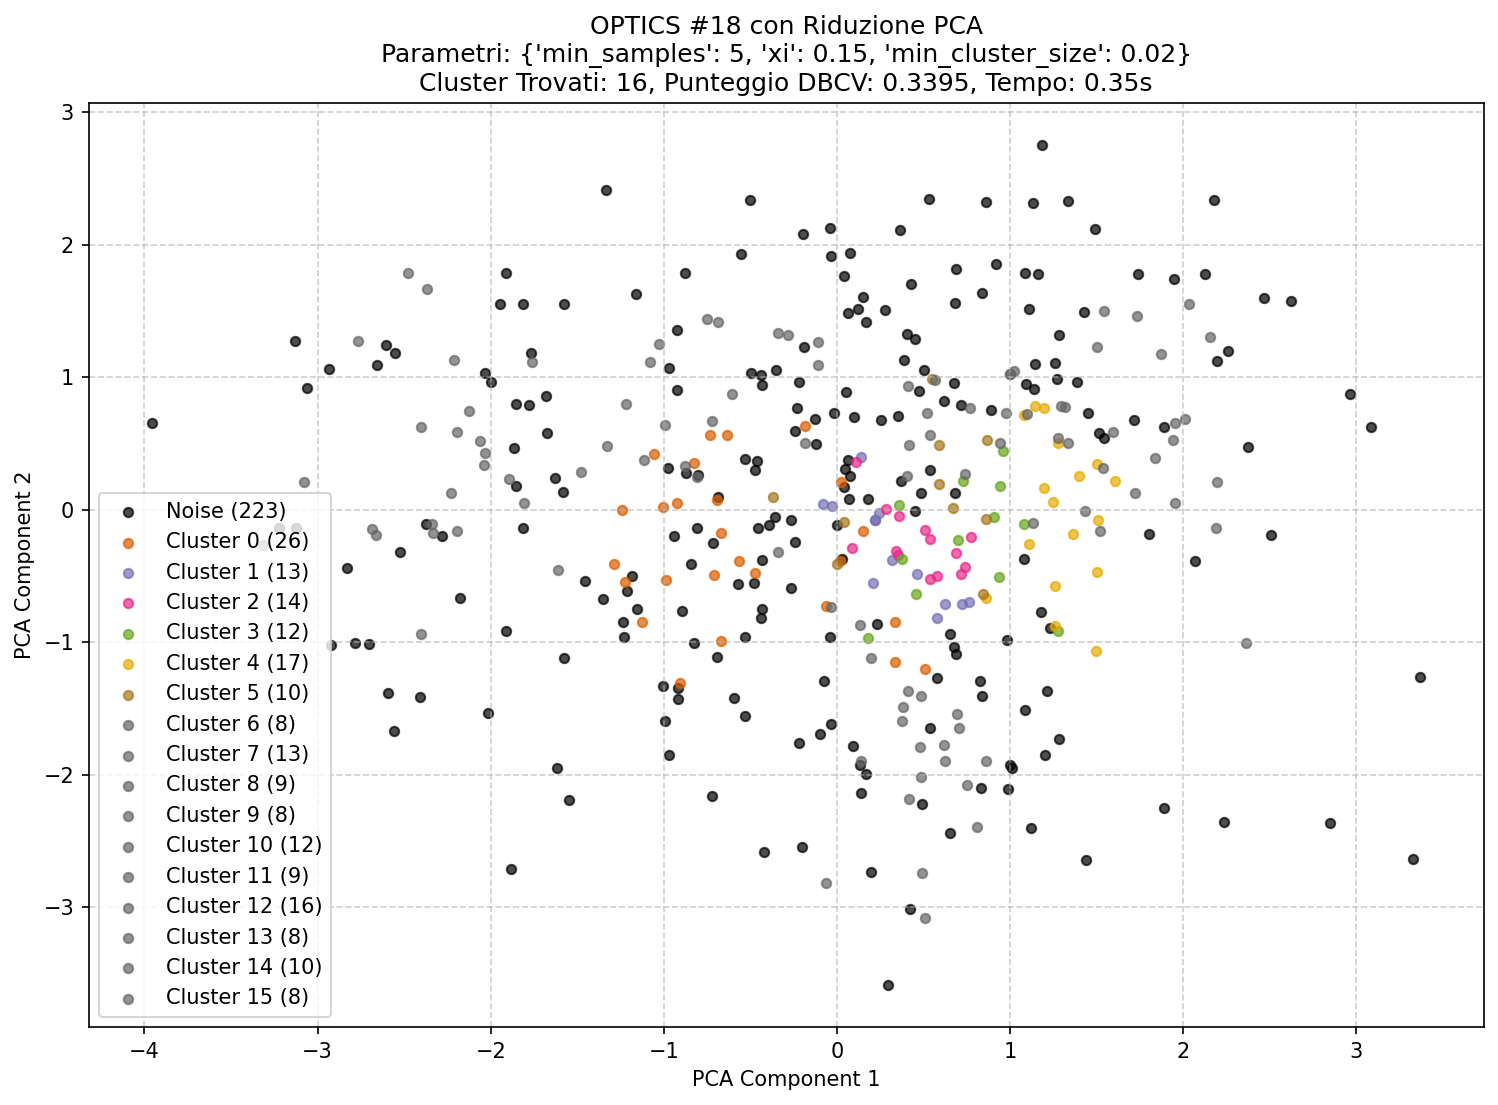 OPTICS #18 con Riduzione PCA
Parametri: {'min_samples': 5, 'xi': 0.15, 'min_cluster_size': 0.02}
Cluster Trovati: 16, Punteggio DBCV: 0.3395, Tempo: 0.35s
3
2
1
0
−1
−2
−3
PCA Component 2
Noise (223)
Cluster 0 (26)
Cluster 1 (13)
Cluster 2 (14)
Cluster 3 (12)
Cluster 4 (17)
Cluster 5 (10)
Cluster 6 (8)
Cluster 7 (13)
Cluster 8 (9)
Cluster 9 (8)
Cluster 10 (12)
Cluster 11 (9)
Cluster 12 (16)
Cluster 13 (8)
Cluster 14 (10)
Cluster 15 (8)
−4 −3 −2 −1 0 1 2 3
PCA Component 1